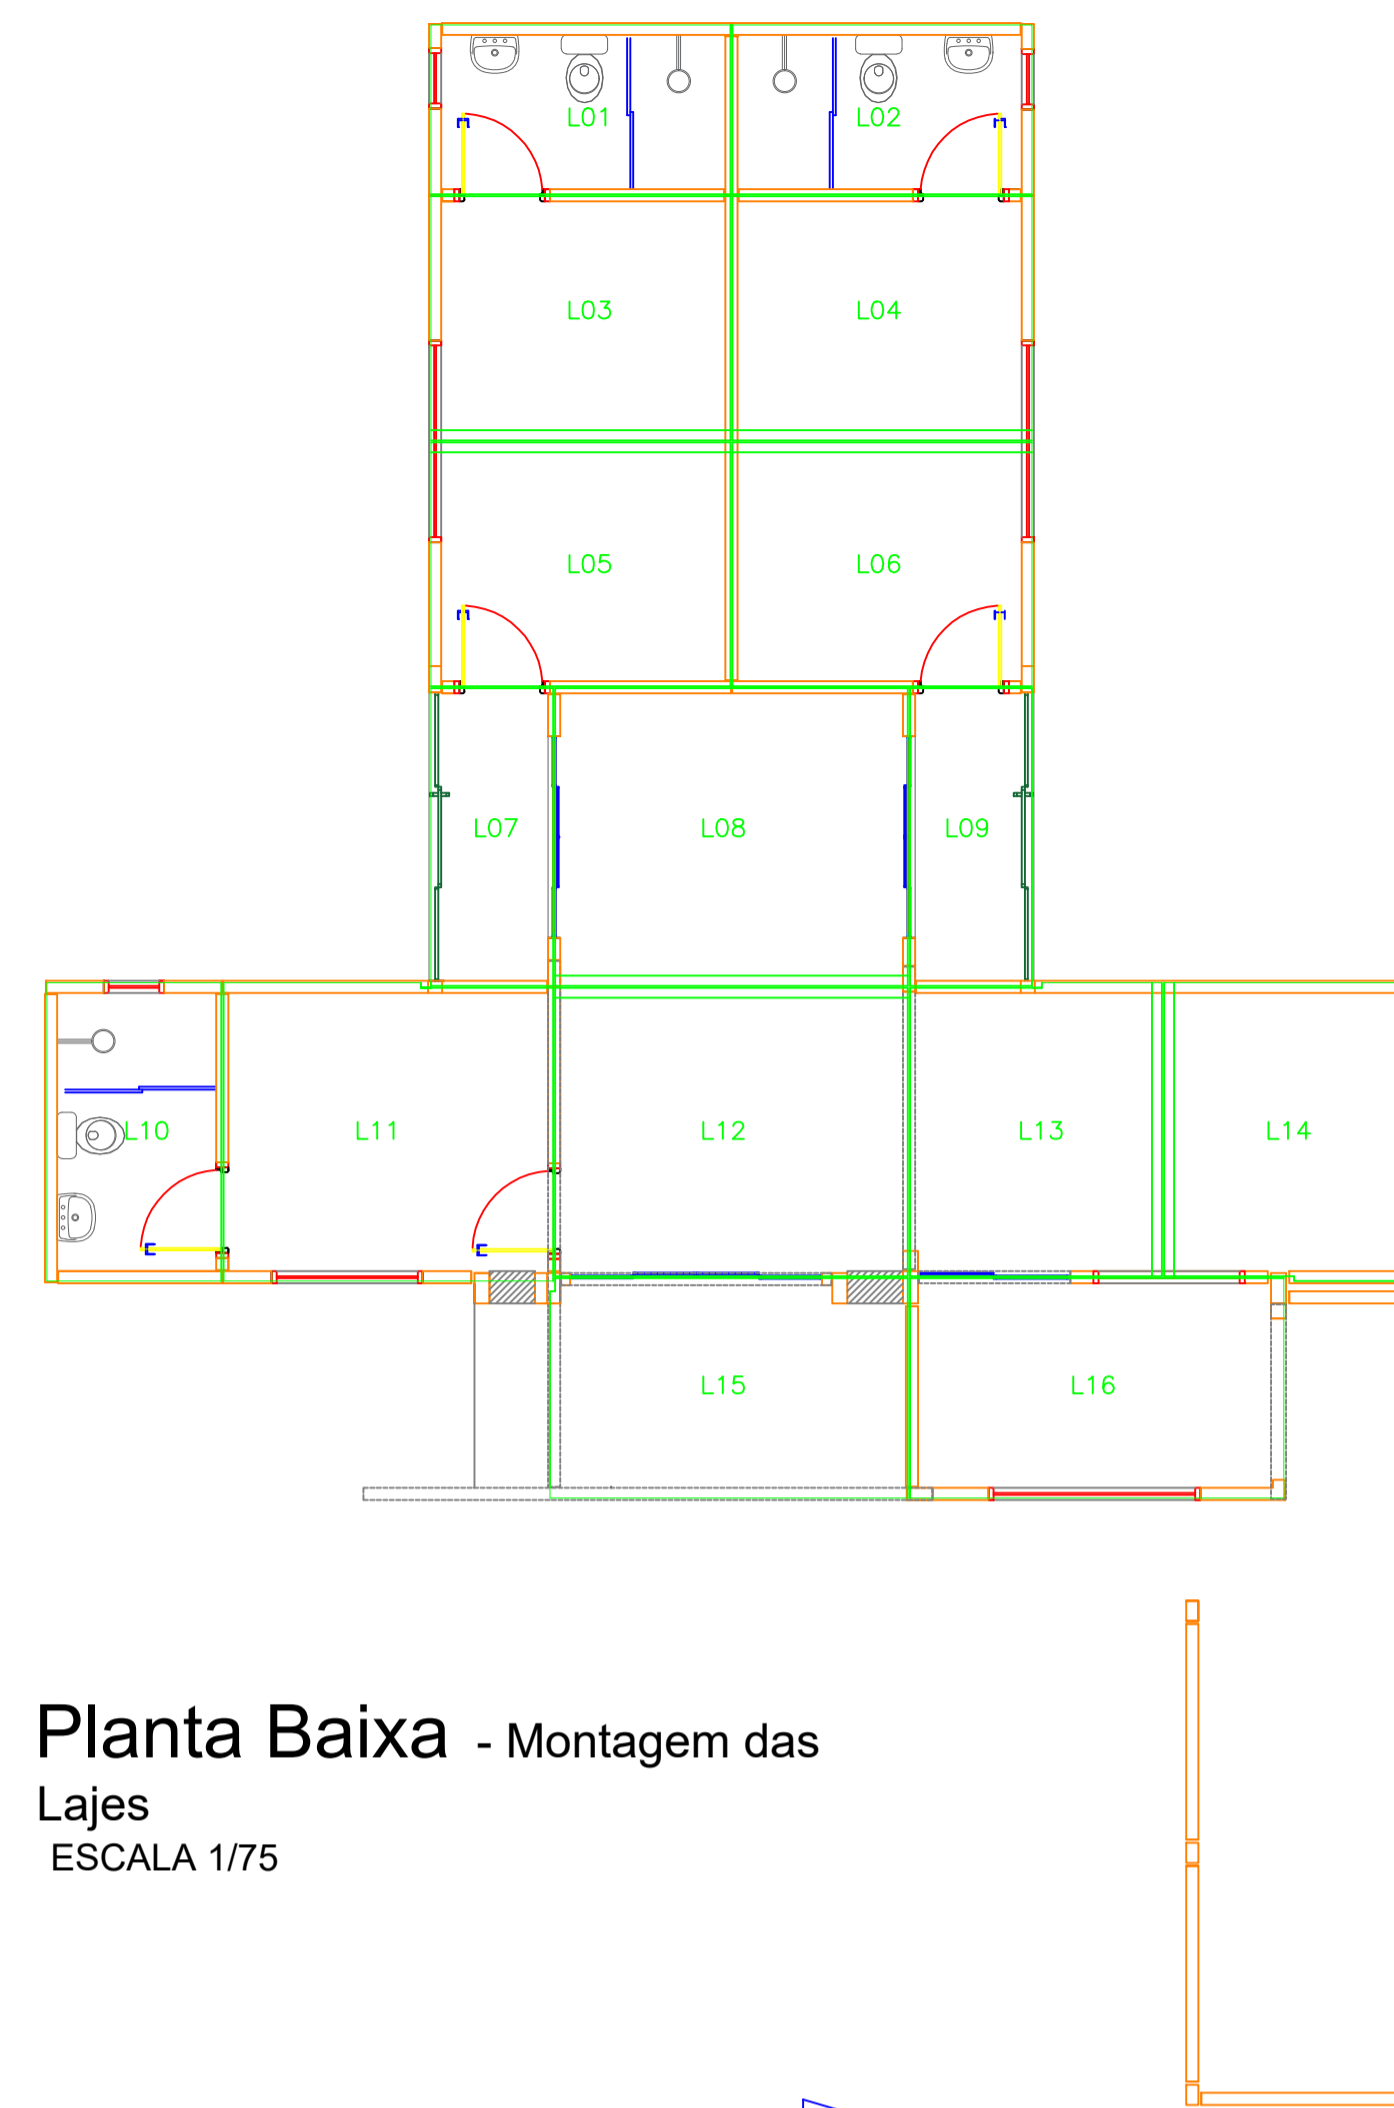 L01 L02
L03 L04
L05 L06
L07 L08 L09
L10 L11 L12 L13 L14
L15 L16
Planta Baixa - Montagem das
Lajes
ESCALA 1/75